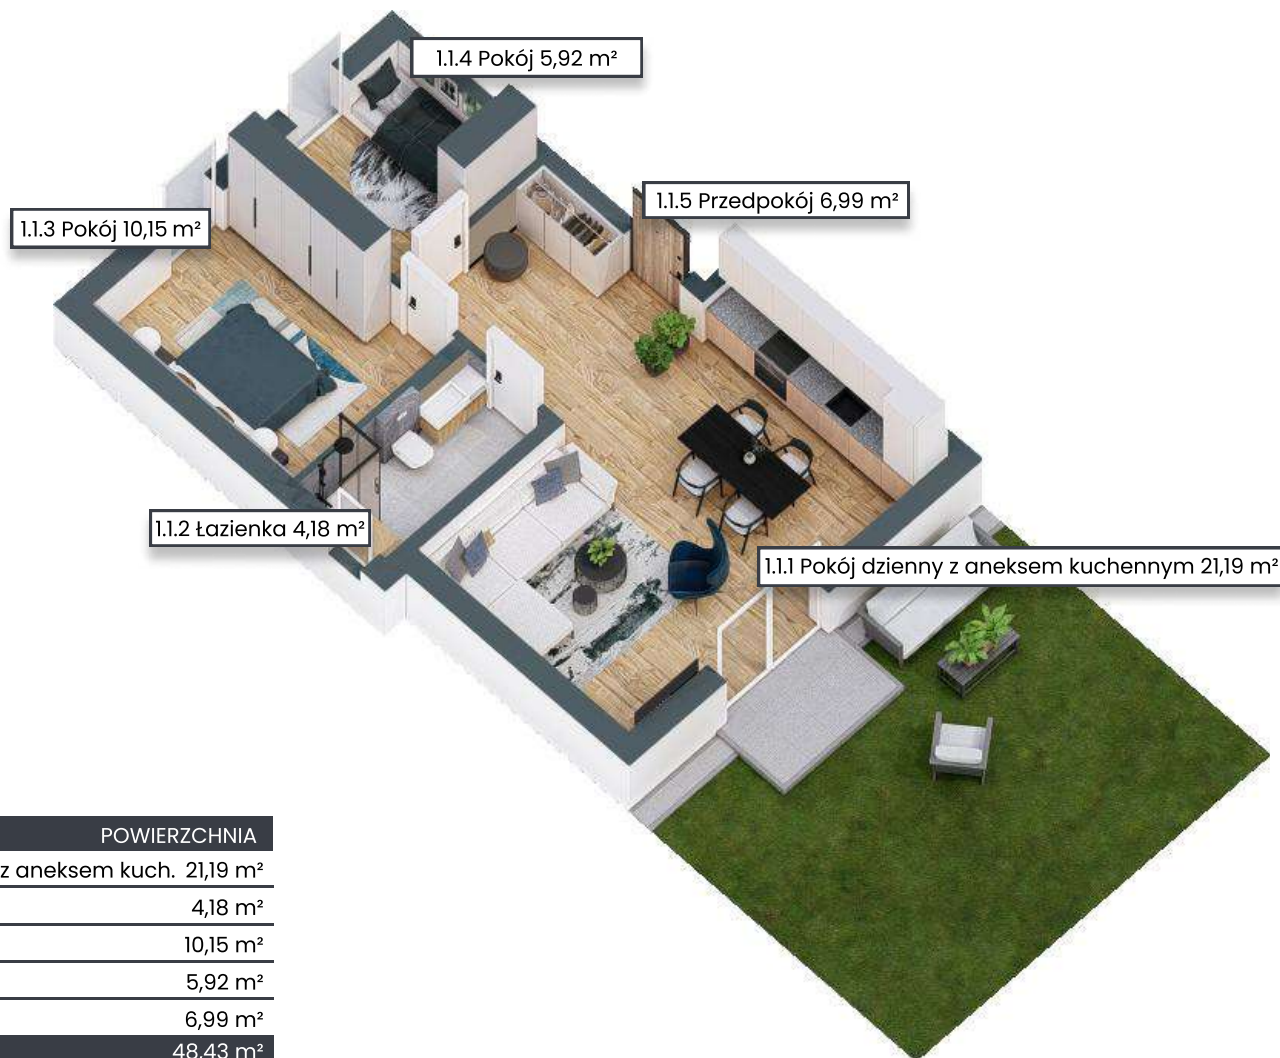 1.1.4 Pokój 5,92 m²
1.1.5 Przedpokój 6,99 m²
1.1.3 Pokój 10,15 m²
1.1.2 Łazienka 4,18 m²
1.1.1 Pokój dzienny z aneksem kuchennym 21,19 m²
POWIERZCHNIA
z aneksem kuch. 21,19 m²
4,18 m²
10,15 m²
5,92 m²
6,99 m²
48,43 m²